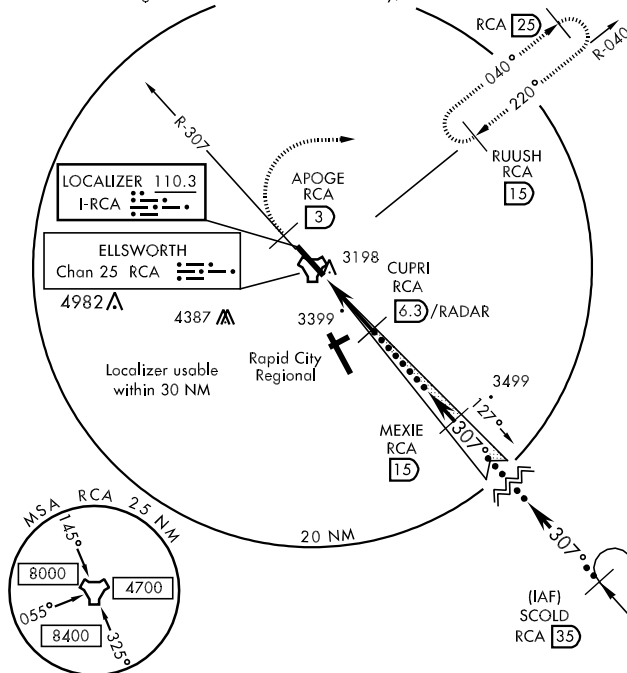 RCA 25
R-040
040°
220°
RUUSH
RCA
15
R-307
LOCALIZER 110.3
I-RCA
APOGE
RCA
3
ELLSWORTH
Chan 25 RCA
3198
CUPRI
RCA
6.3 /RADAR
4982
4387
3399
Localizer usable
within 30 NM
Rapid City
Regional
3499
127°
MEXIE
RCA
15
307°
20 NM
307°
(IAF)
SCOLD
RCA 35
MSA RCA 25 NM
145°
8000
4700
055°
8400
325°